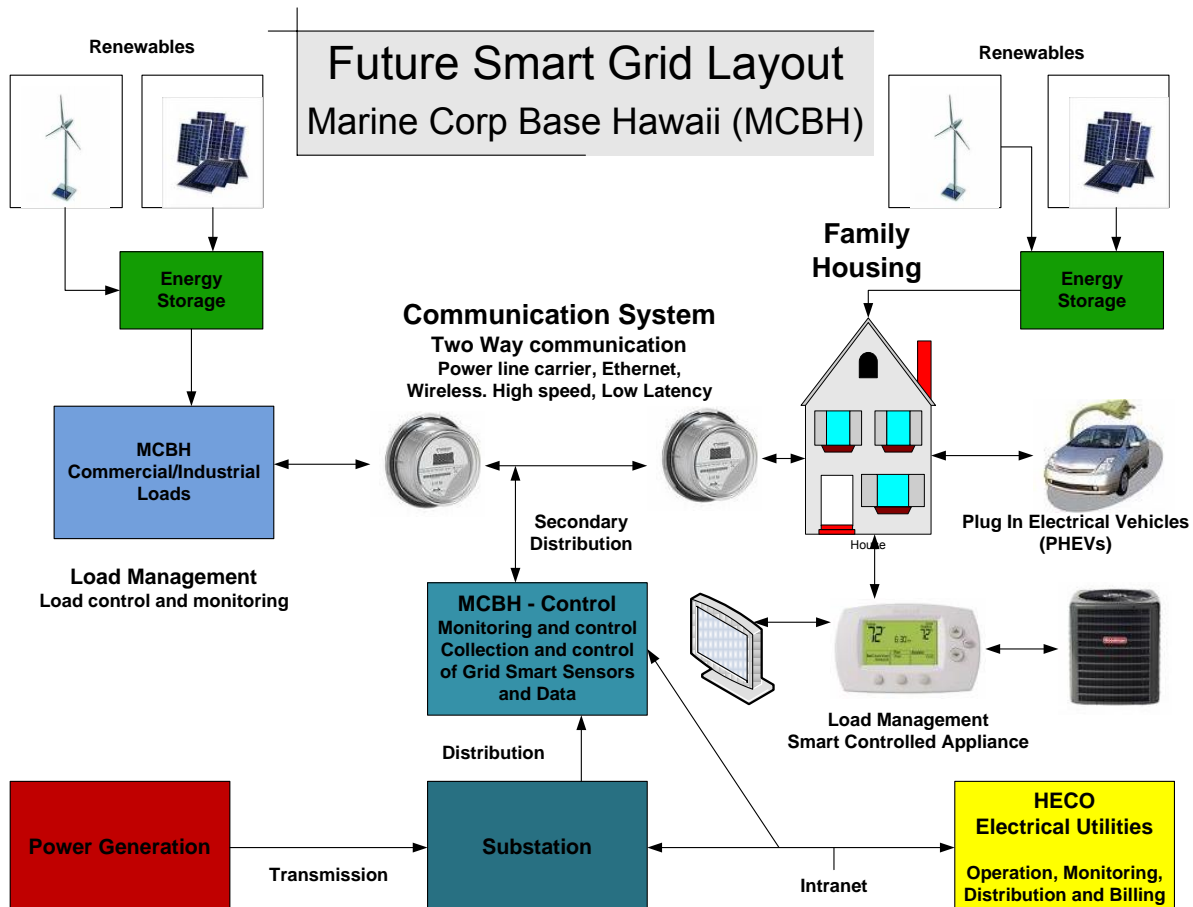 Renewables
Future Smart Grid Layout
Marine Corp Base Hawaii (MCBH)
Renewables
Family
Housing
Energy
Storage
Energy
Storage
Communication System
Two Way communication
Power line carrier, Ethernet,
Wireless. High speed, Low Latency
MCBH
Commercial/Industrial
Loads
Secondary
Distribution
Plug In Electrical Vehicles
(PHEVs)
House
Load Management
Load control and monitoring
MCBH - Control
Monitoring and control
Collection and control
of Grid Smart Sensors
and Data
72
6:30
72
Load Management
Smart Controlled Appliance
Distribution
Power Generation
Transmission
Substation
Intranet
HECO
Electrical Utilities
Operation, Monitoring,
Distribution and Billing